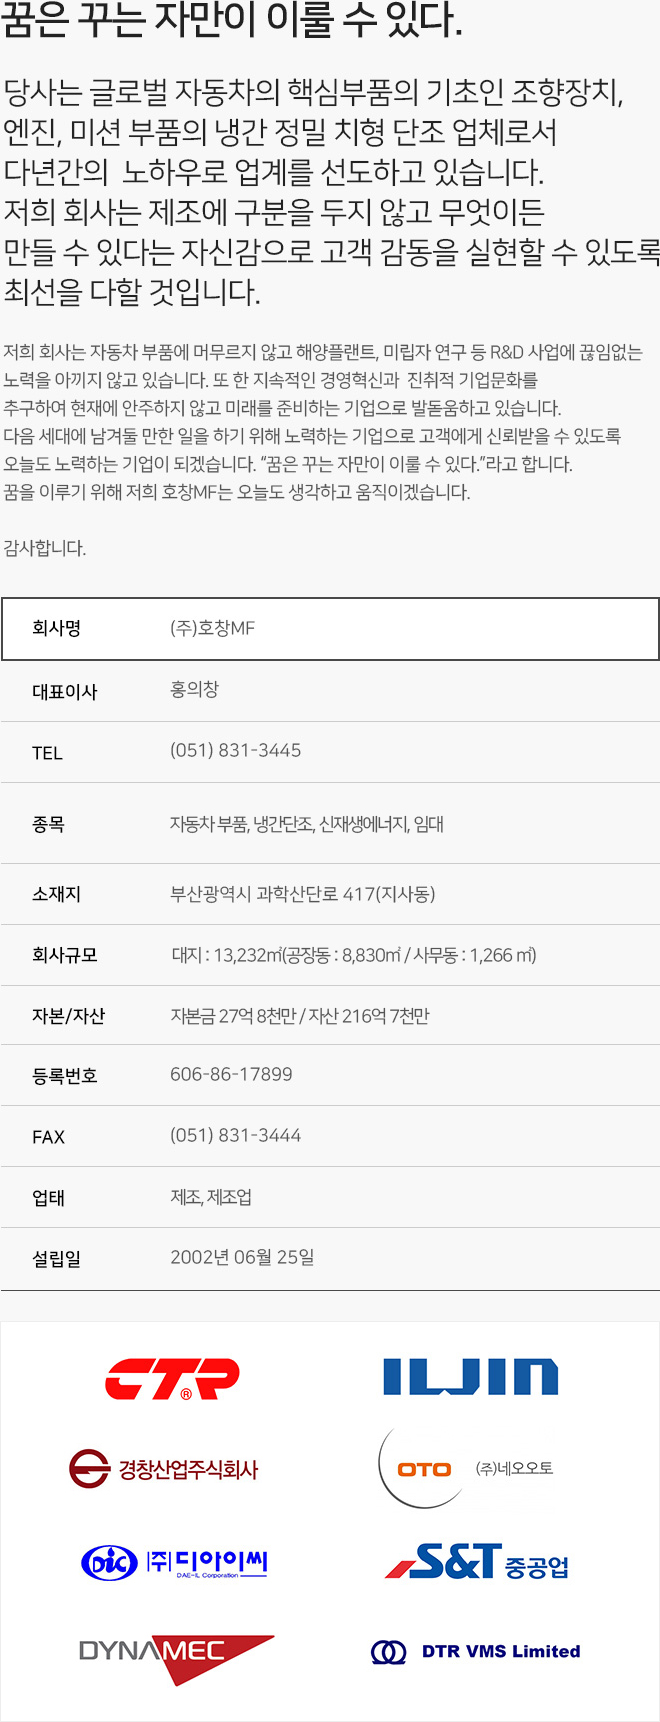 꿈은 꾸는 자만이 이룰 수 있다.
당사는 글로벌 자동차의 핵심부품의 기초인 조향장치,
엔진, 미션 부품의 냉간 정밀 치형 단조 업체로서
다년간의 노하우로 업계를 선도하고 있습니다.
저희 회사는 제조에 구분을 두지 않고 무엇이든
만들 수 있다는 자신감으로 고객 감동을 실현할 수 있도록
최선을 다할 것입니다.
저희 회사는 자동차 부품에 머무르지 않고 해양플랜트, 미립자 연구 등 R&D 사업에 끊임없는
노력을 아끼지 않고 있습니다. 또 한 지속적인 경영혁신과 진취적 기업문화를
추구하여 현재에 안주하지 않고 미래를 준비하는 기업으로 발돋움하고 있습니다.
다음 세대에 남겨둘 만한 일을 하기 위해 노력하는 기업으로 고객에게 신뢰받을 수 있도록
오늘도 노력하는 기업이 되겠습니다. “꿈은 꾸는 자만이 이룰 수 있다.”라고 합니다.
꿈을 이루기 위해 저희 호창MF는 오늘도 생각하고 움직이겠습니다.
감사합니다.
회사명 (주)호창MF
대표이사 홍의창
TEL (051) 831-3445
종목 자동차 부품, 냉간단조, 신재생에너지, 임대
소재지 부산광역시 과학산단로 417(지사동)
회사규모 대지 : 13,232㎡(공장동 : 8,830㎡ / 사무동 : 1,266 ㎡)
자본/자산 자본금 27억 8천만 / 자산 216억 7천만
등록번호 606-86-17899
FAX (051) 831-3444
업태 제조, 제조업
설립일 2002년 06월 25일
CTR® ILJIN
경창산업주식회사 OTO (주)네오오토
DIC (주)디아이씨 S&T중공업
DAE-IL Corporation
DYNAMEC DTR VMS Limited